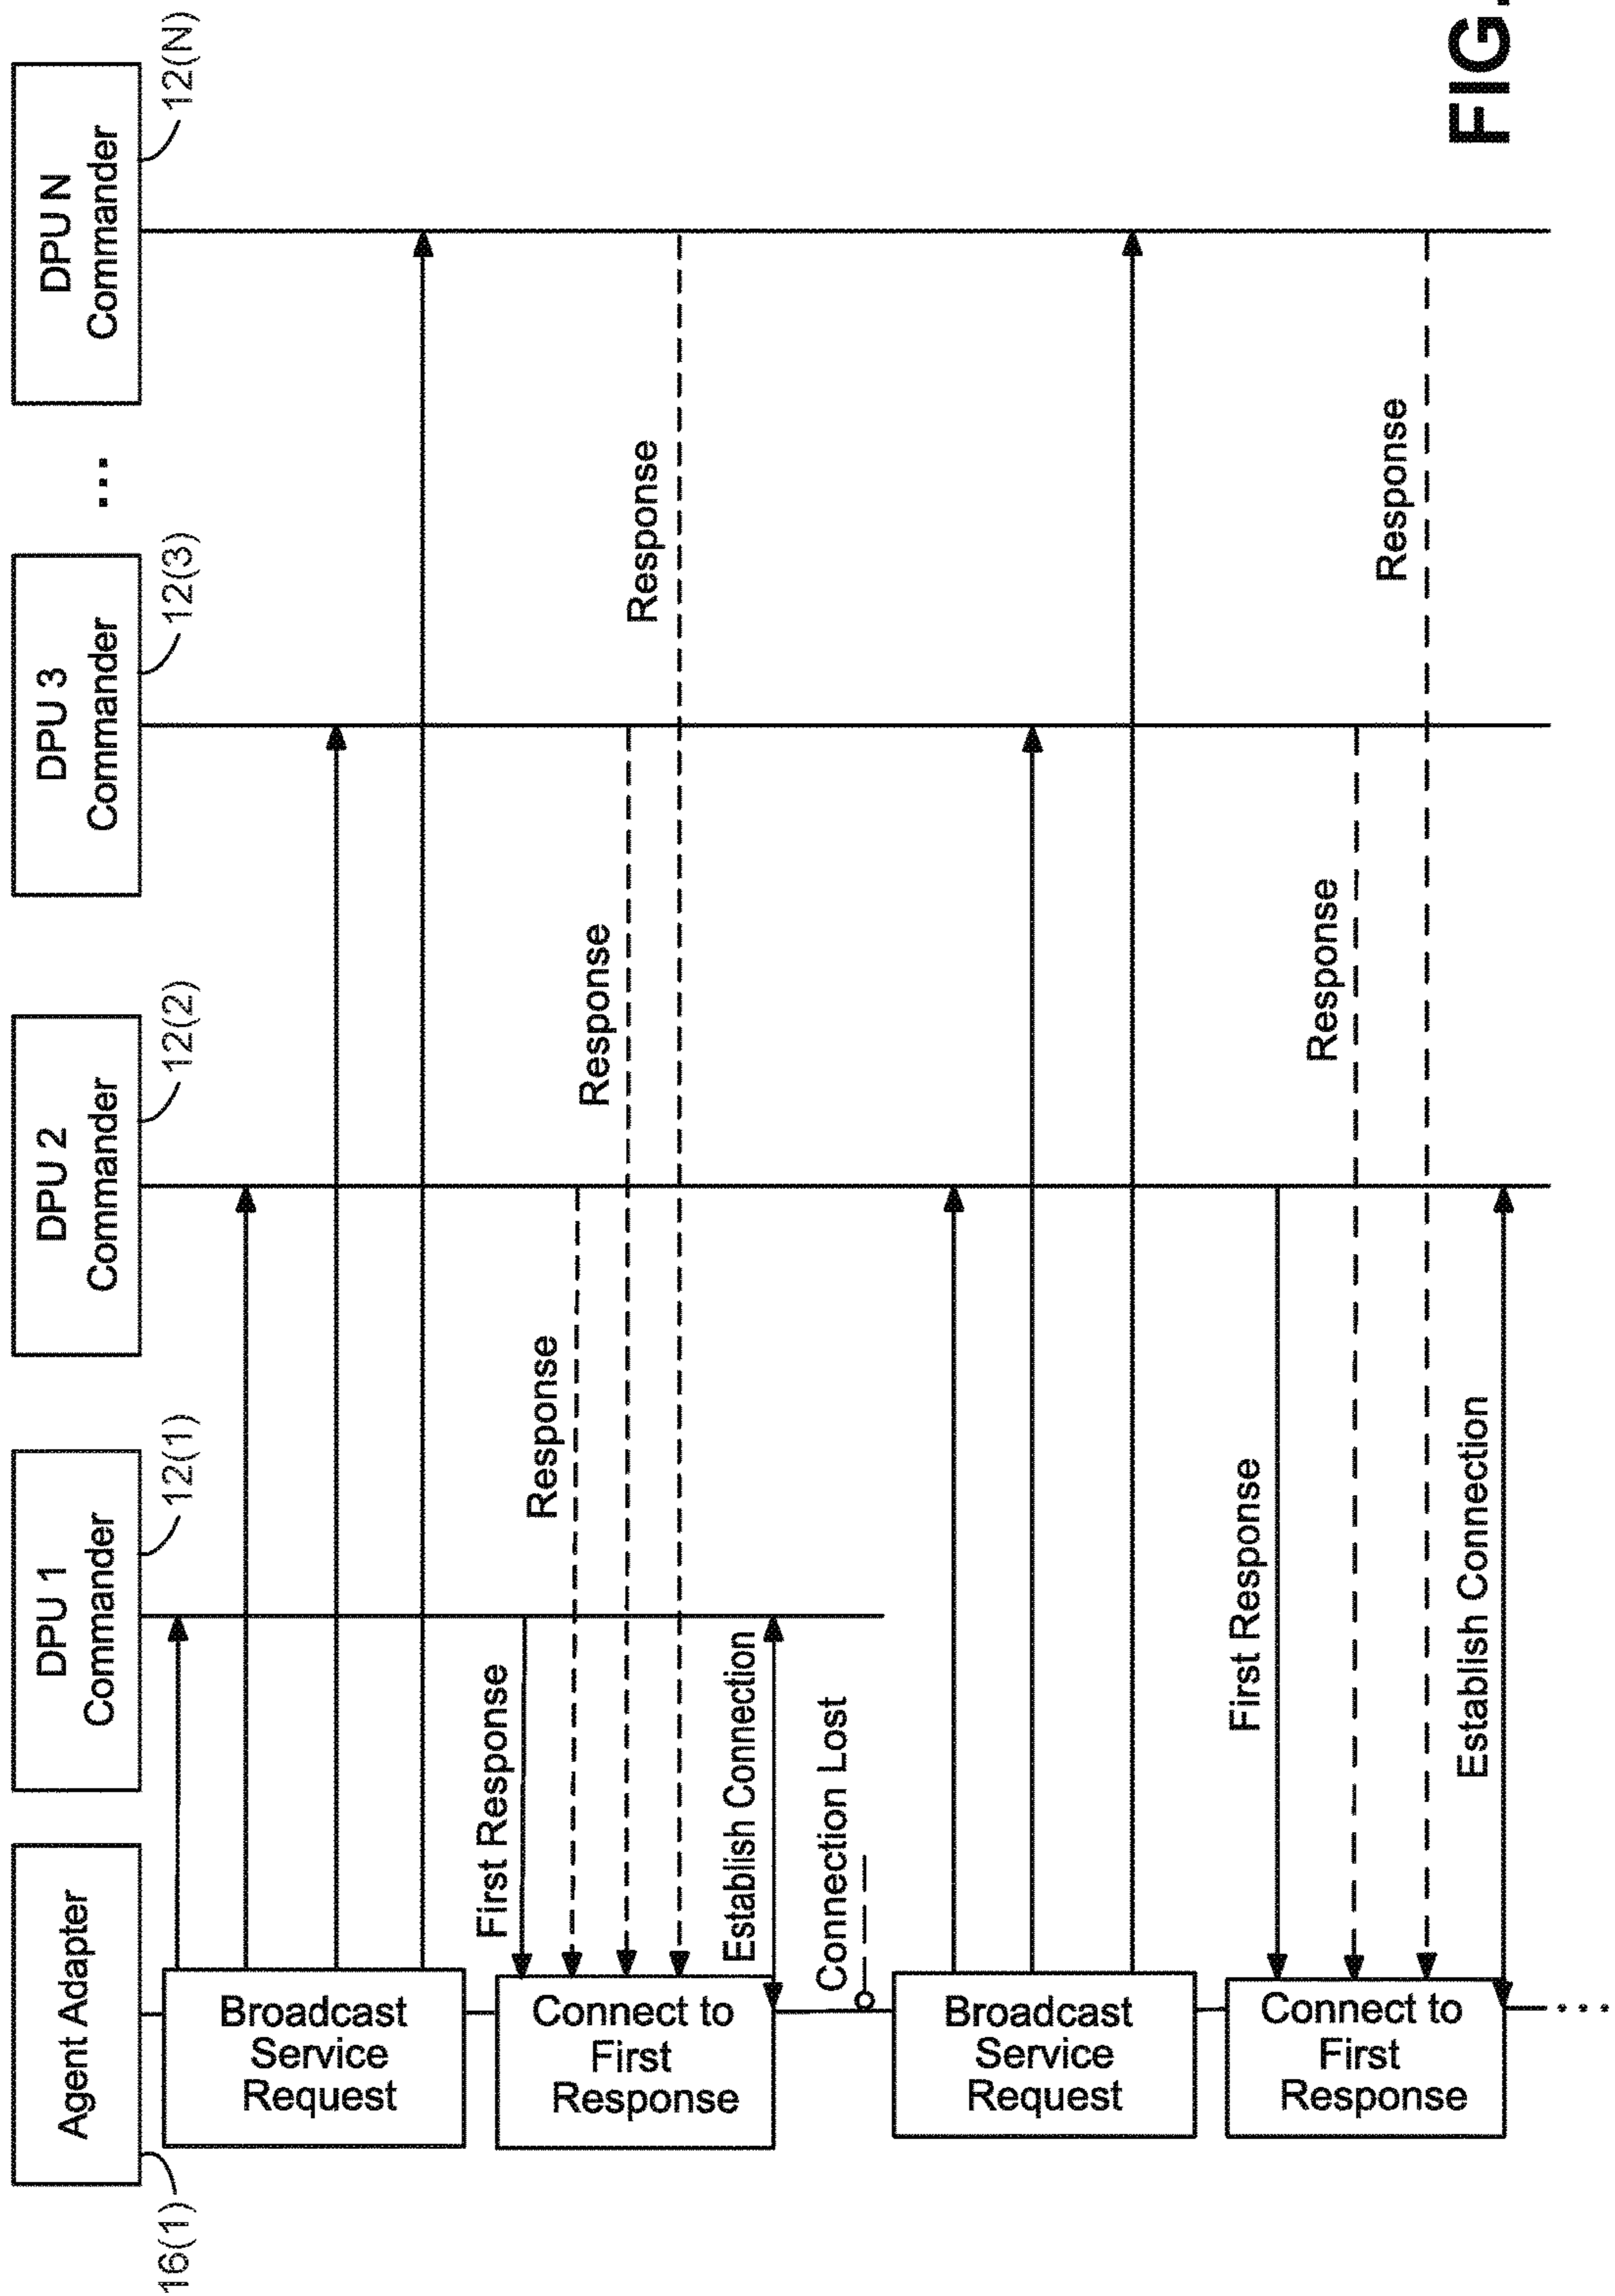 Agent Adapter
DPU 1
Commander
DPU 2
Commander
DPU 3
Commander
...
DPU N
Commander
16(1)
12(1)
12(2)
12(3)
12(N)
Broadcast
Service
Request
First Response
Response
Response
Response
Connect to
First
Response
Establish Connection
Connection Lost
Broadcast
Service
Request
First Response
Response
Response
Connect to
First
Response
Establish Connection
...
FIG.